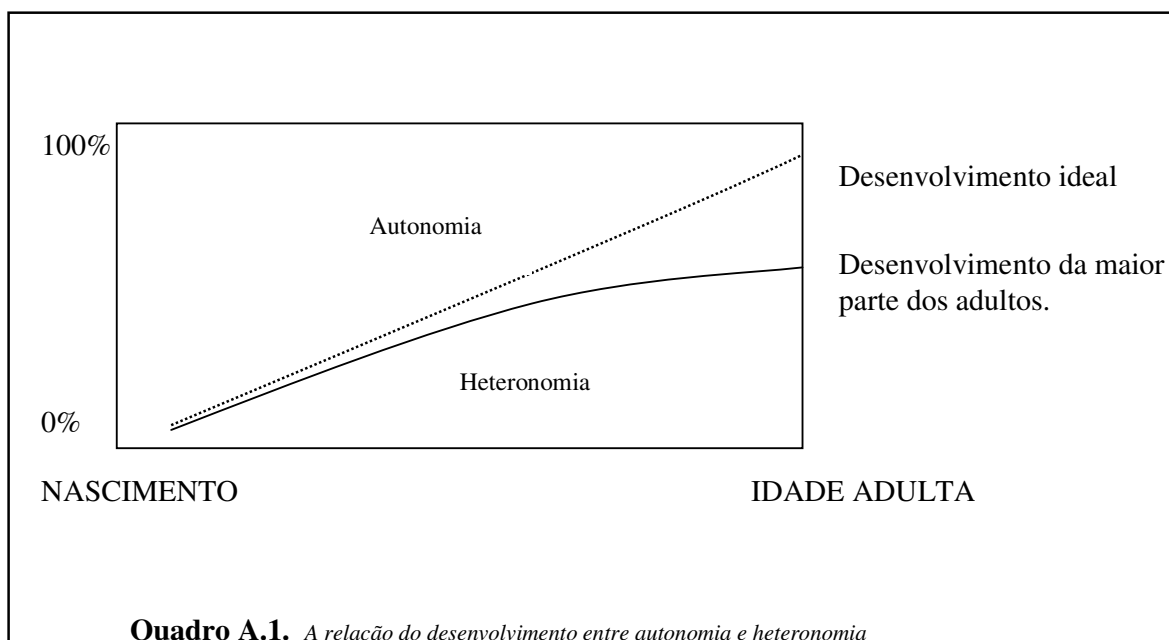 100%
Desenvolvimento ideal
Autonomia
Desenvolvimento da maior
parte dos adultos.
Heteronomia
0%
NASCIMENTO
IDADE ADULTA
Quadro A.1. A relação do desenvolvimento entre autonomia e heteronomia